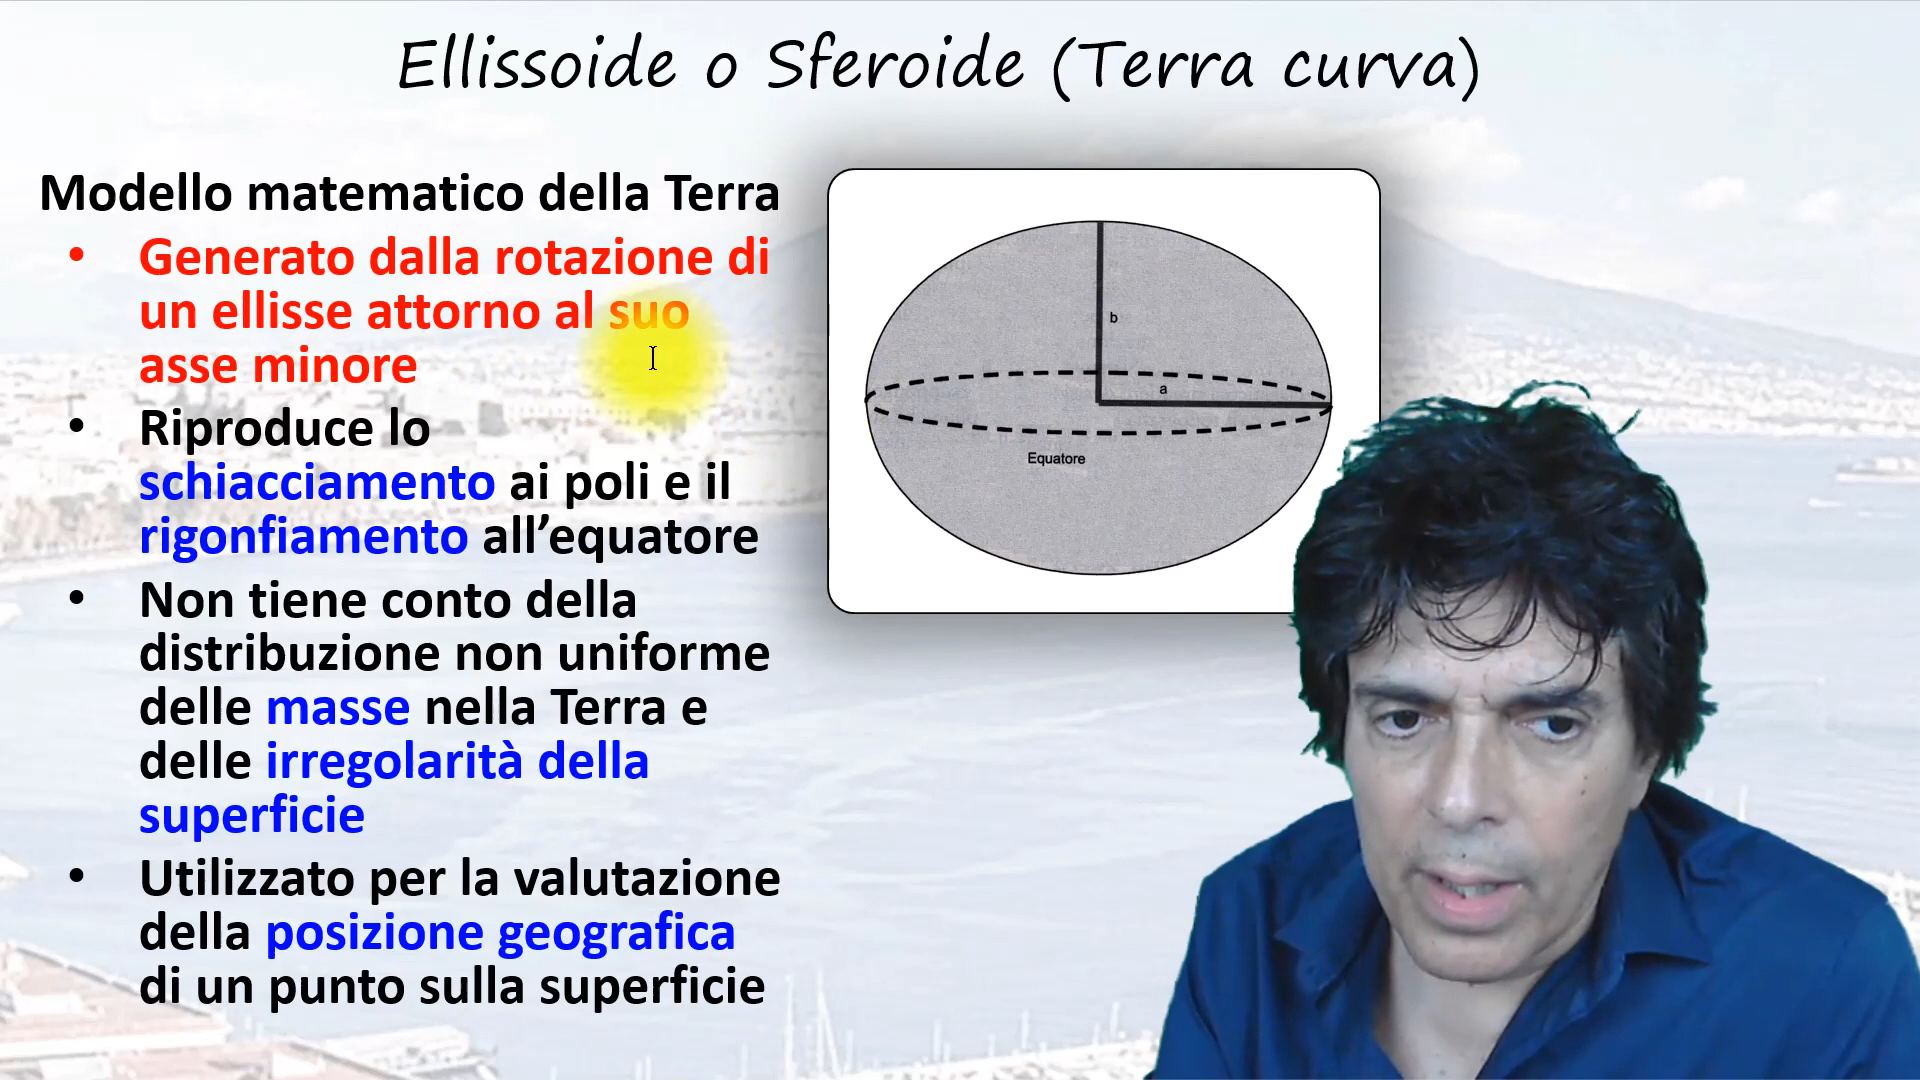 Ellissoide o Sferoide (Terra curva)
Modello matematico della Terra
• Generato dalla rotazione di
un ellisse attorno al suo
asse minore
• Riproduce lo
schiacciamento ai poli e il
rigonfiamento all’equatore
• Non tiene conto della
distribuzione non uniforme
delle masse nella Terra e
delle irregolarità della
superficie
• Utilizzato per la valutazione
della posizione geografica
di un punto sulla superficie
b
a
Equatore